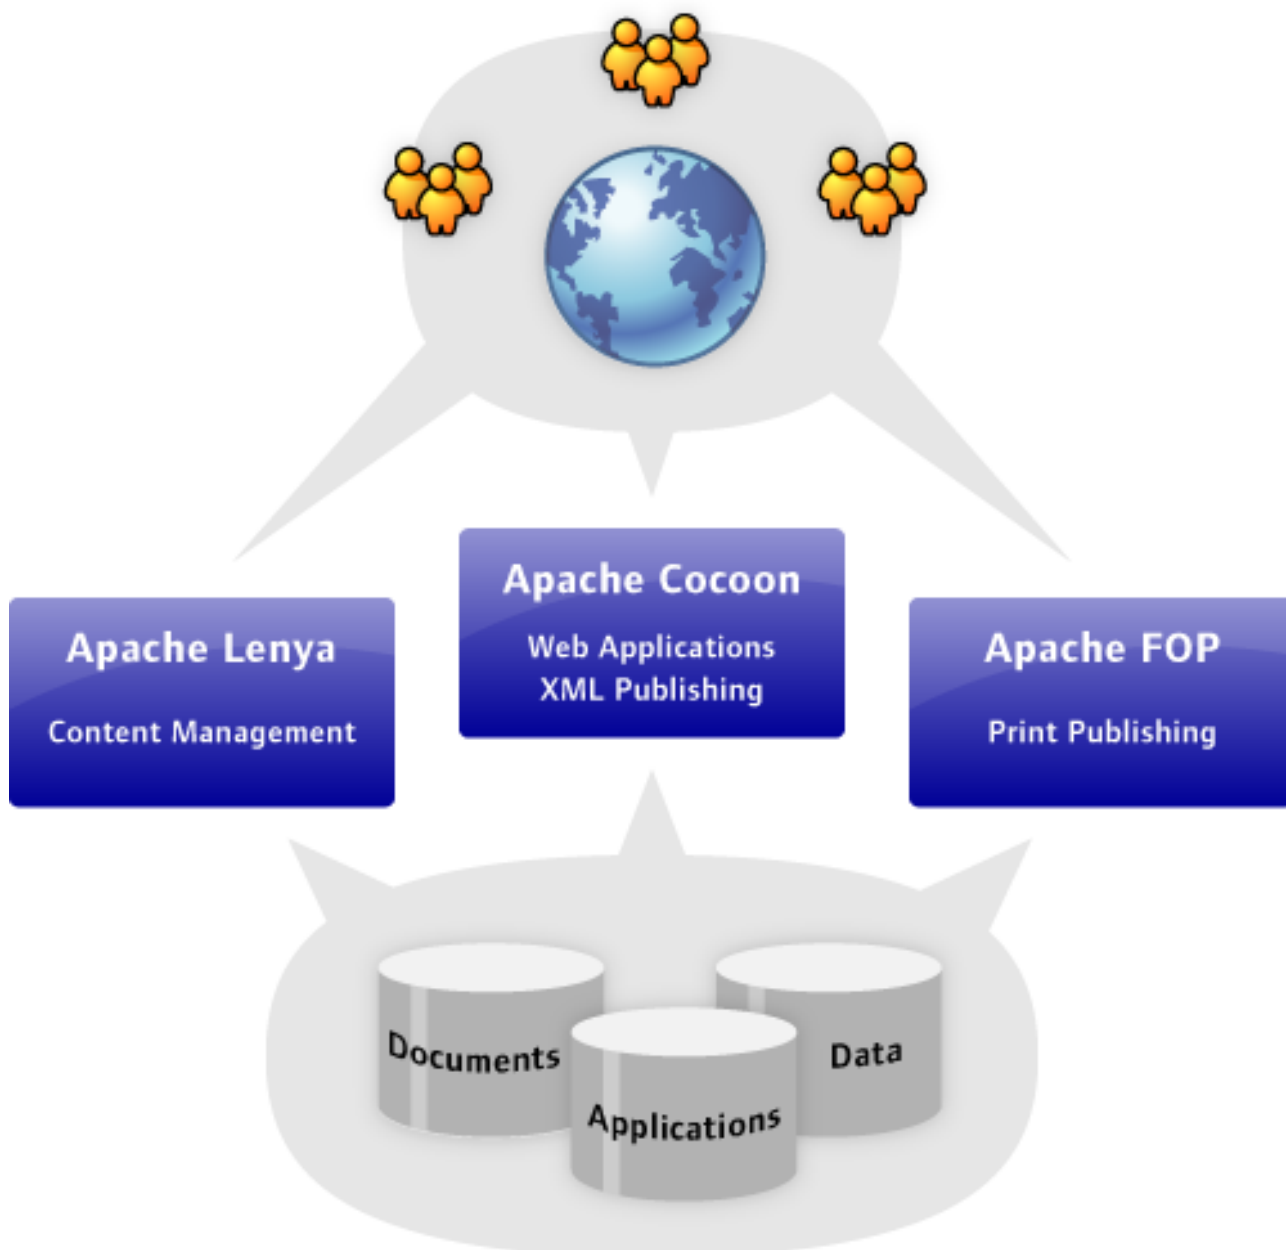 Apache Cocoon
Web Applications
XML Publishing
Apache Lenya
Content Management
Apache FOP
Print Publishing
Documents
Applications
Data